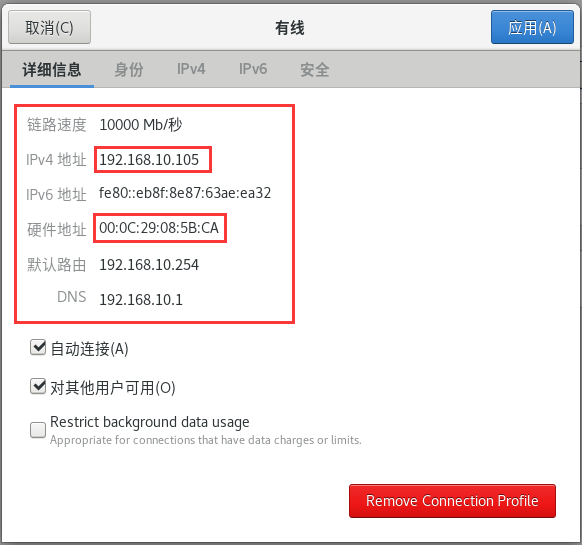 取消(C) 有线 应用(A)
详细信息 身份 IPv4 IPv6 安全
链路速度 10000 Mb/秒
IPv4 地址 192.168.10.105
IPv6 地址 fe80::eb8f:8e87:63ae:ea32
硬件地址 00:0C:29:08:5B:CA
默认路由 192.168.10.254
DNS 192.168.10.1
自动连接(A)
对其他用户可用(O)
Restrict background data usage
Appropriate for connections that have data charges or limits.
Remove Connection Profile